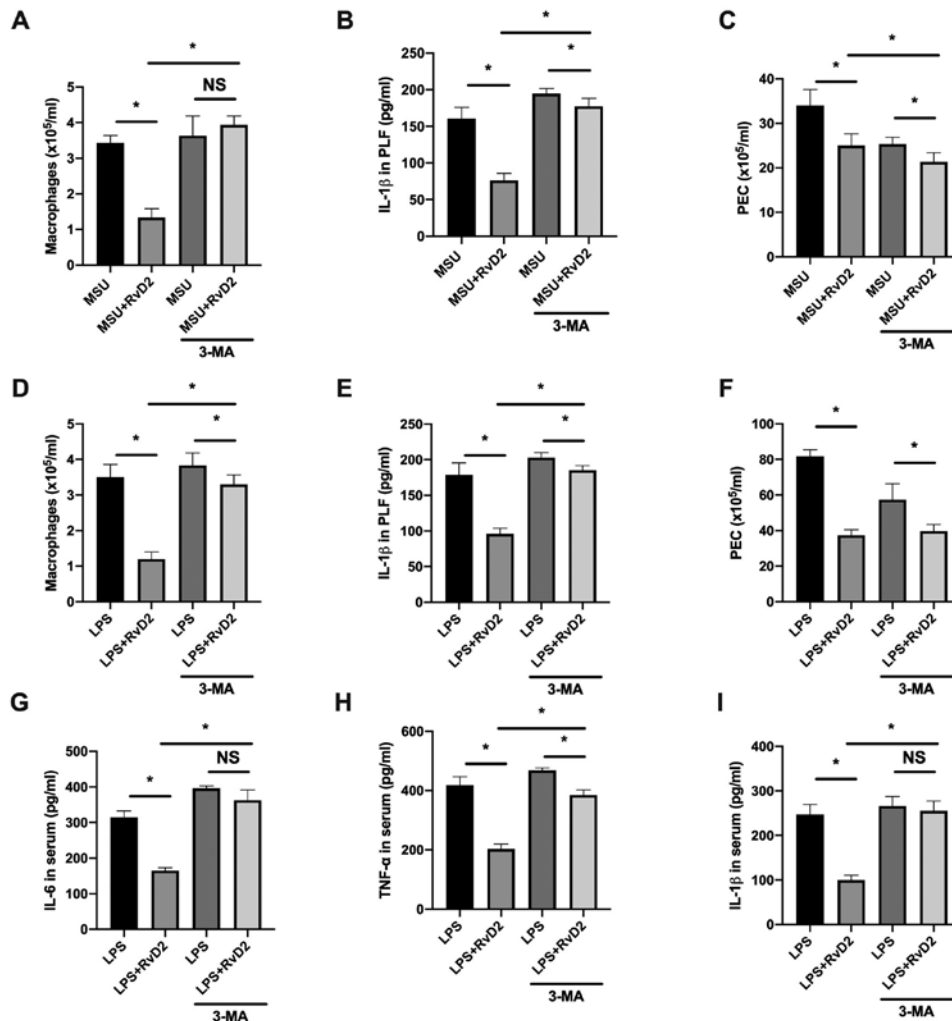 A
Macrophages (x10⁵/ml)
5
4
3
2
1
0
*
*
NS
MSU
MSU+RvD2
MSU
MSU+RvD2
3-MA
B
IL-1β in PLF (pg/ml)
250
200
150
100
50
0
*
*
*
MSU
MSU+RvD2
MSU
MSU+RvD2
3-MA
C
PEC (x10⁵/ml)
40
30
20
10
0
*
*
*
MSU
MSU+RvD2
MSU
MSU+RvD2
3-MA
D
Macrophages (x10⁵/ml)
5
4
3
2
1
0
*
*
*
LPS
LPS+RvD2
LPS
LPS+RvD2
3-MA
E
IL-1β in PLF (pg/ml)
250
200
150
100
50
0
*
*
*
LPS
LPS+RvD2
LPS
LPS+RvD2
3-MA
F
PEC (x10⁵/ml)
100
80
60
40
20
0
*
*
LPS
LPS+RvD2
LPS
LPS+RvD2
3-MA
G
IL-6 in serum (pg/ml)
500
400
300
200
100
0
*
*
NS
LPS
LPS+RvD2
LPS
LPS+RvD2
3-MA
H
TNF-α in serum (pg/ml)
600
400
200
0
*
*
*
LPS
LPS+RvD2
LPS
LPS+RvD2
3-MA
I
IL-1β in serum (pg/ml)
400
300
200
100
0
*
*
NS
LPS
LPS+RvD2
LPS
LPS+RvD2
3-MA